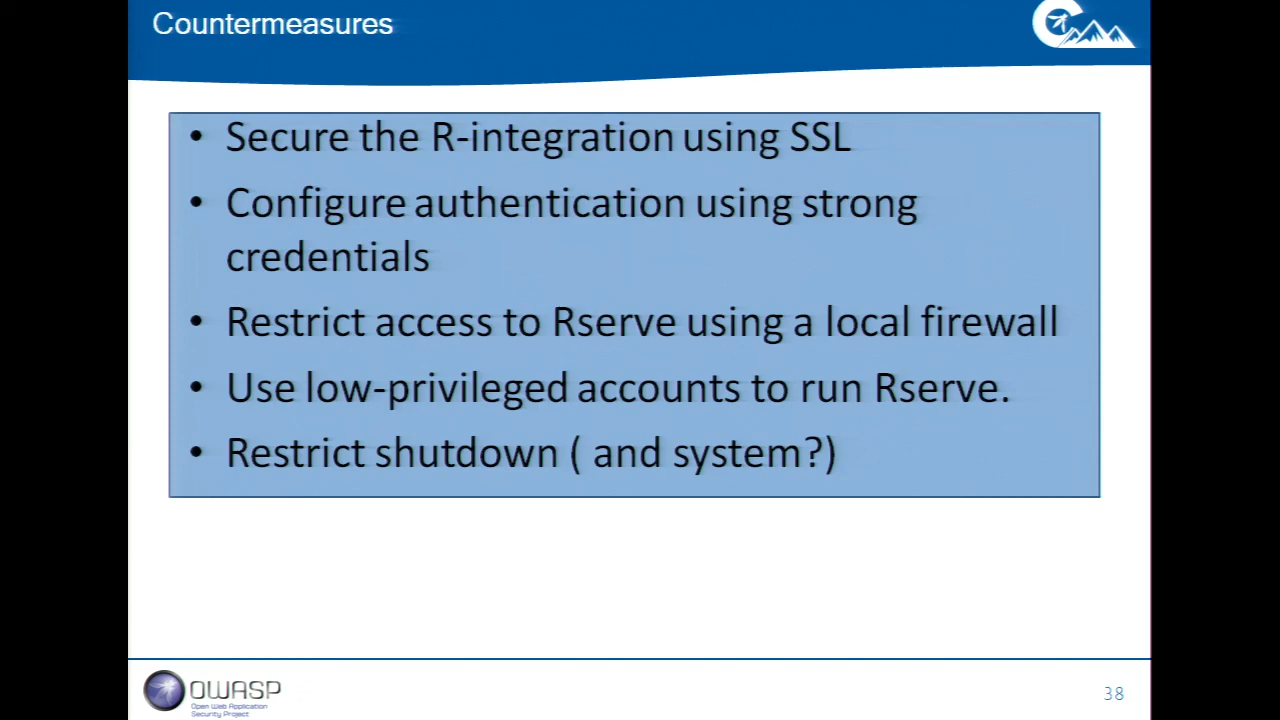 Countermeasures
• Secure the R-integration using SSL
• Configure authentication using strong
credentials
• Restrict access to Rserve using a local firewall
• Use low-privileged accounts to run Rserve.
• Restrict shutdown ( and system?)
OWASP
Open Web Application
Security Project
38